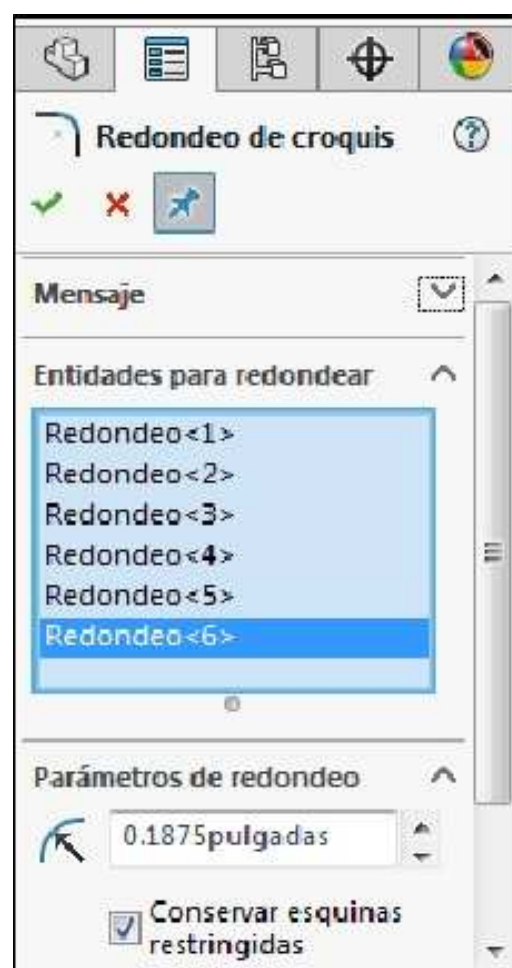 Redondeo de croquis
Mensaje
Entidades para redondear
Redondeo<1>
Redondeo<2>
Redondeo<3>
Redondeo<4>
Redondeo<5>
Redondeo<6>
Parámetros de redondeo
0.1875pulgadas
Conservar esquinas
restringidas